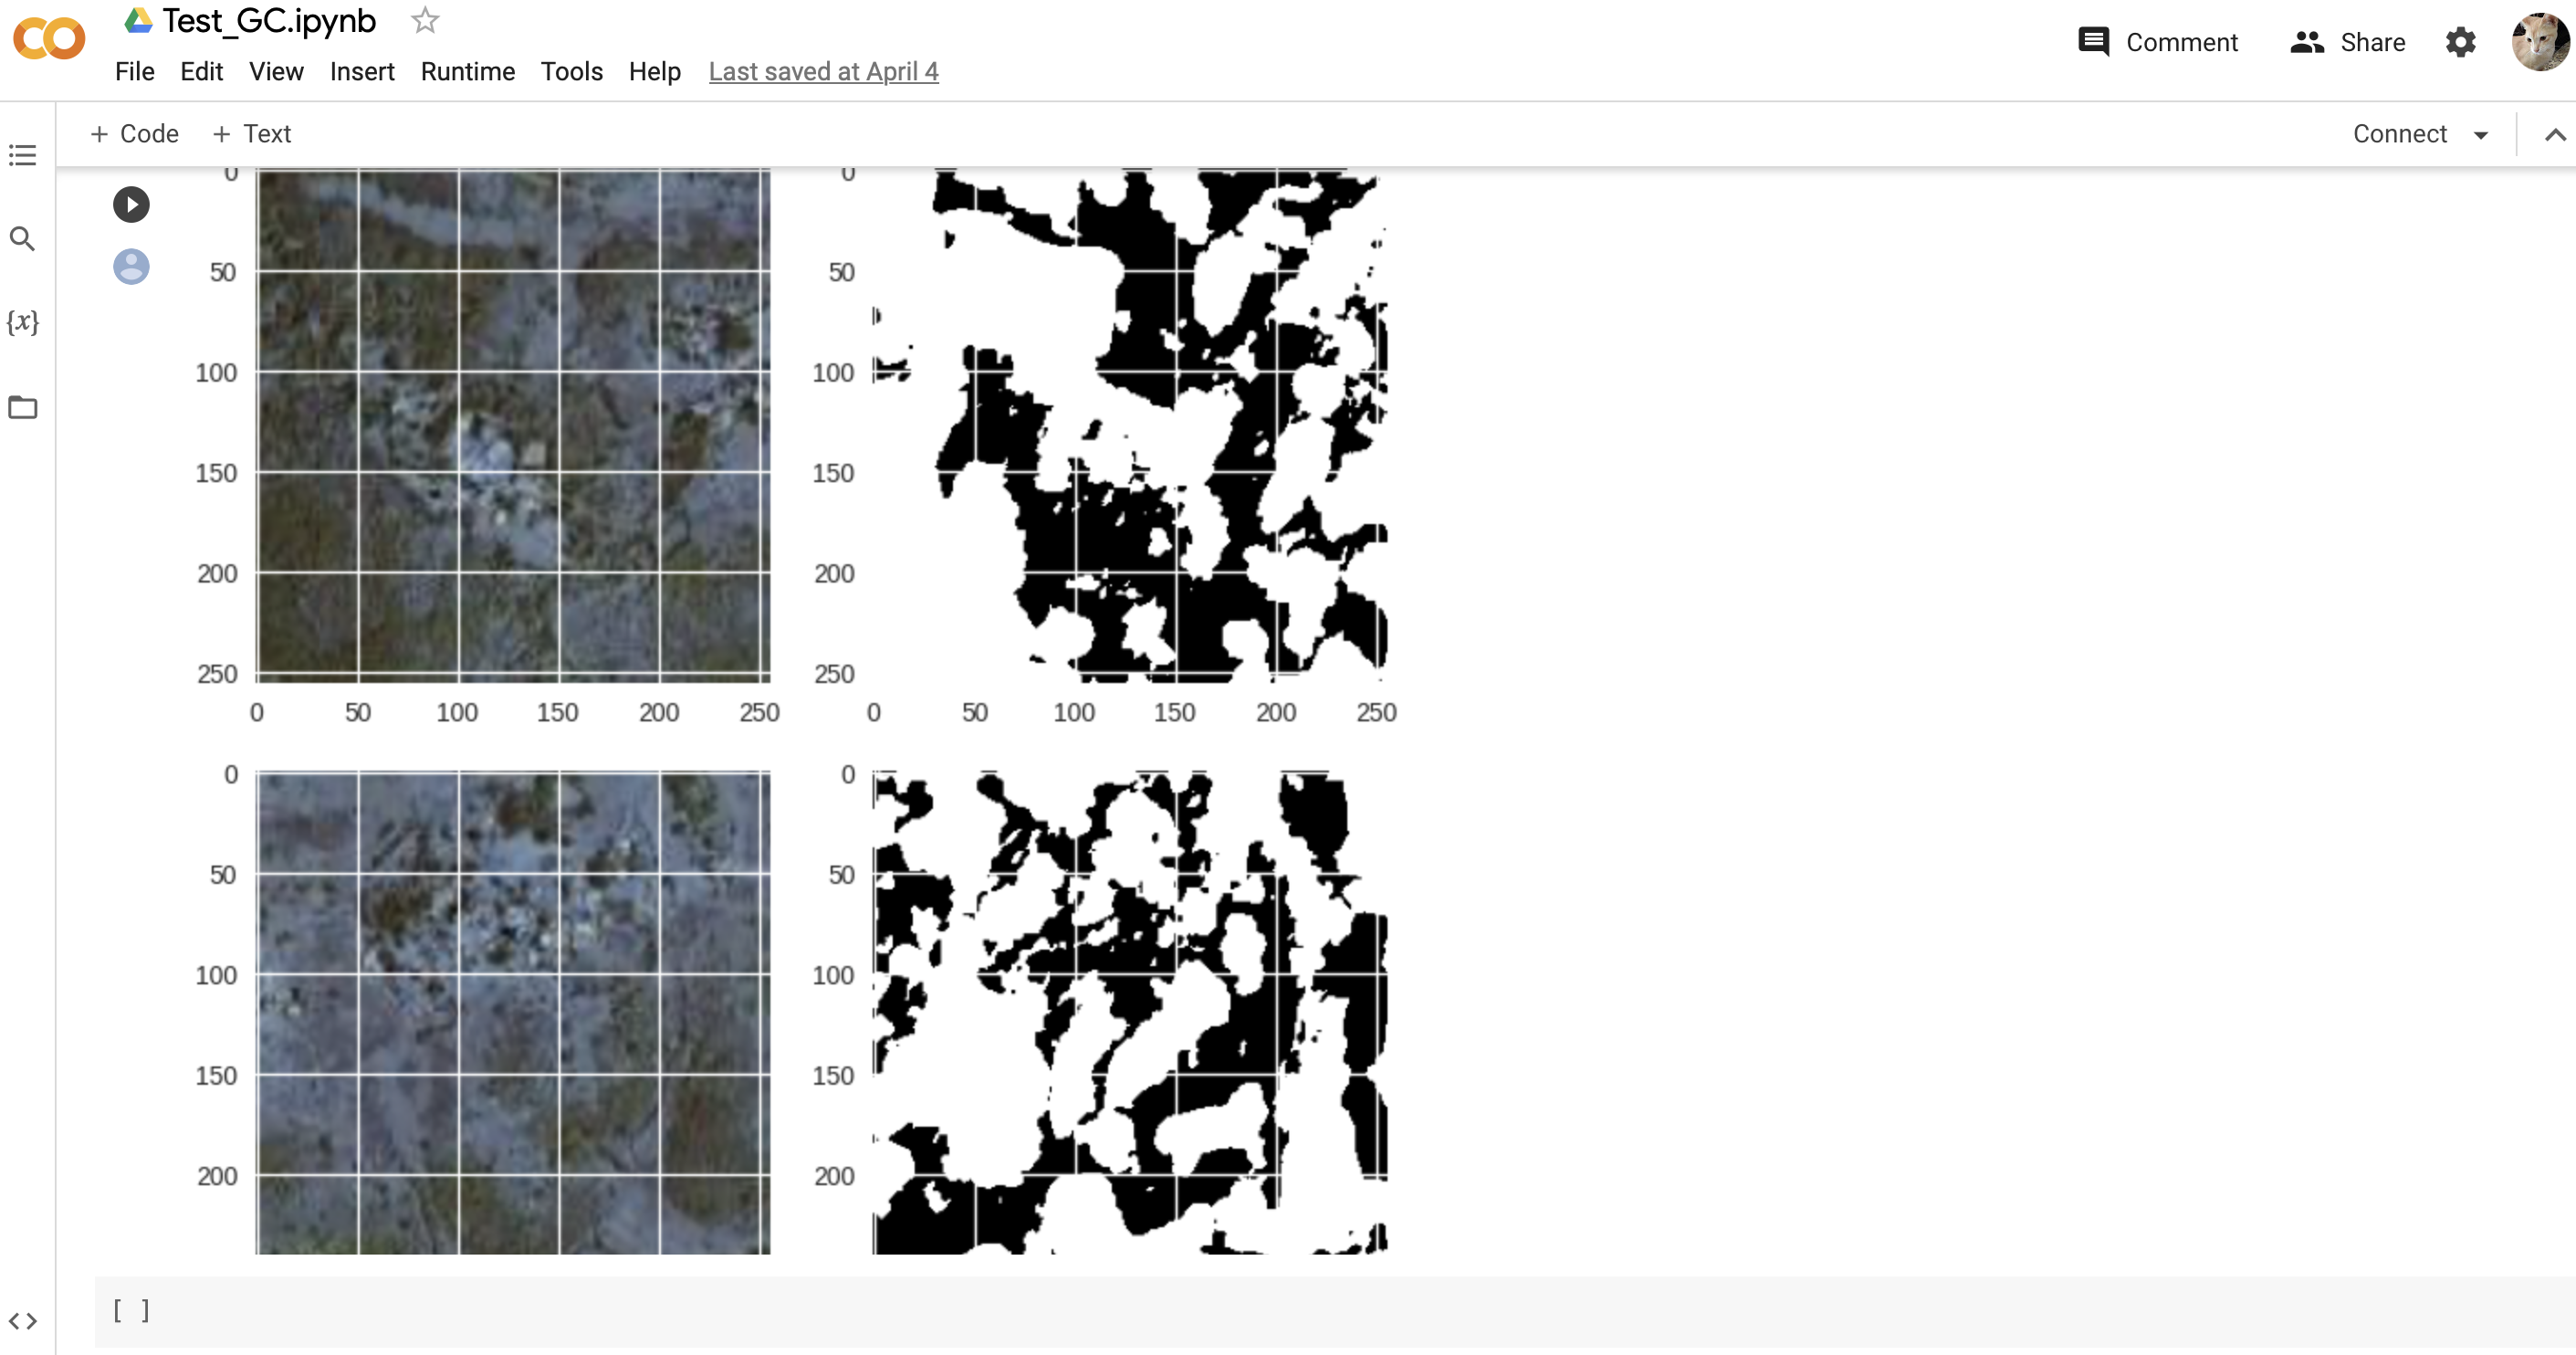 Test_GC.ipynb
File Edit View Insert Runtime Tools Help Last saved at April 4
Comment Share
+ Code + Text
Connect
{x}
0 0
50 50
100 100
150 150
200 200
250 250
0 50 100 150 200 250 0 50 100 150 200 250
0 0
50 50
100 100
150 150
200 200
[ ]
<>